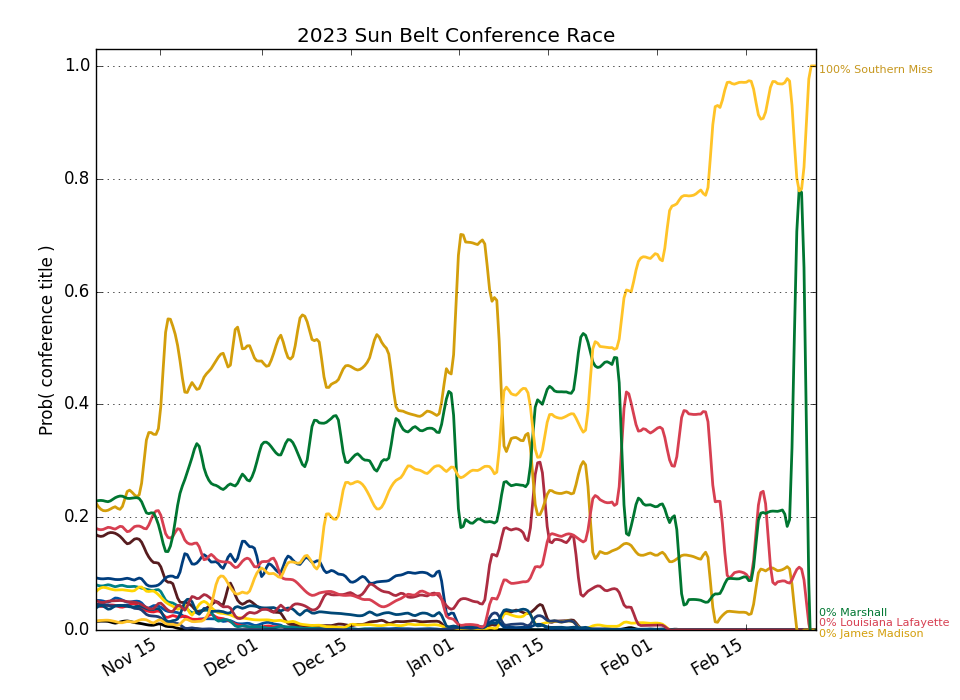 2023 Sun Belt Conference Race
1.0
100% Southern Miss
0.8
Prob( conference title )
0.6
0.4
0.2
0% Marshall
0% Louisiana Lafayette
0.0
0% James Madison
Nov 15
Dec 01
Dec 15
Jan 01
Jan 15
Feb 01
Feb 15